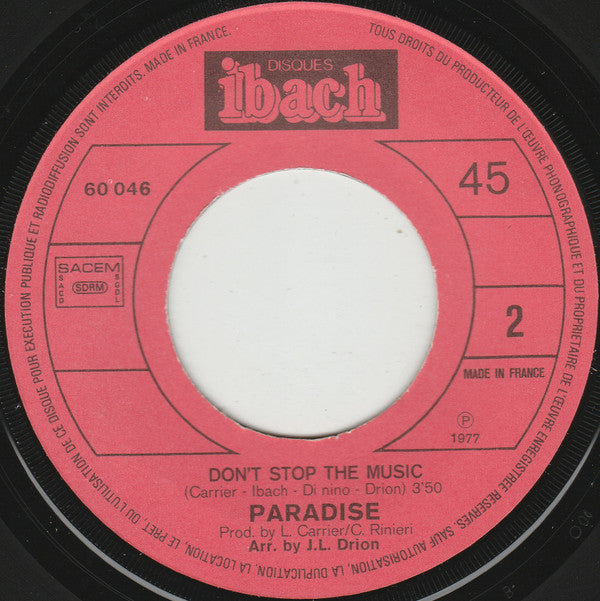 TOUS DROITS DU PRODUCTEUR DE L'ŒUVRE PHONOGRAPHIQUE ET DU PROPRIETAIRE DE L'ŒUVRE ENREGISTREE RESERVES. SAUF AUTORISATION, LA DUPLICATION, LA LOCATION, LE PRET, OU L'UTILISATION DE CE DISQUE POUR EXECUTION PUBLIQUE ET RADIODIFFUSION SONT INTERDITS. MADE IN FRANCE.
DISQUES
ibach
60 046
45
SACEM
SACD
SDRM
SGDL
2
MADE IN FRANCE
Ⓟ
1977
DON'T STOP THE MUSIC
(Carrier - Ibach - Di nino - Drion) 3'50
PARADISE
Prod. by L. Carrier/C. Rinieri
Arr. by J.L. Drion